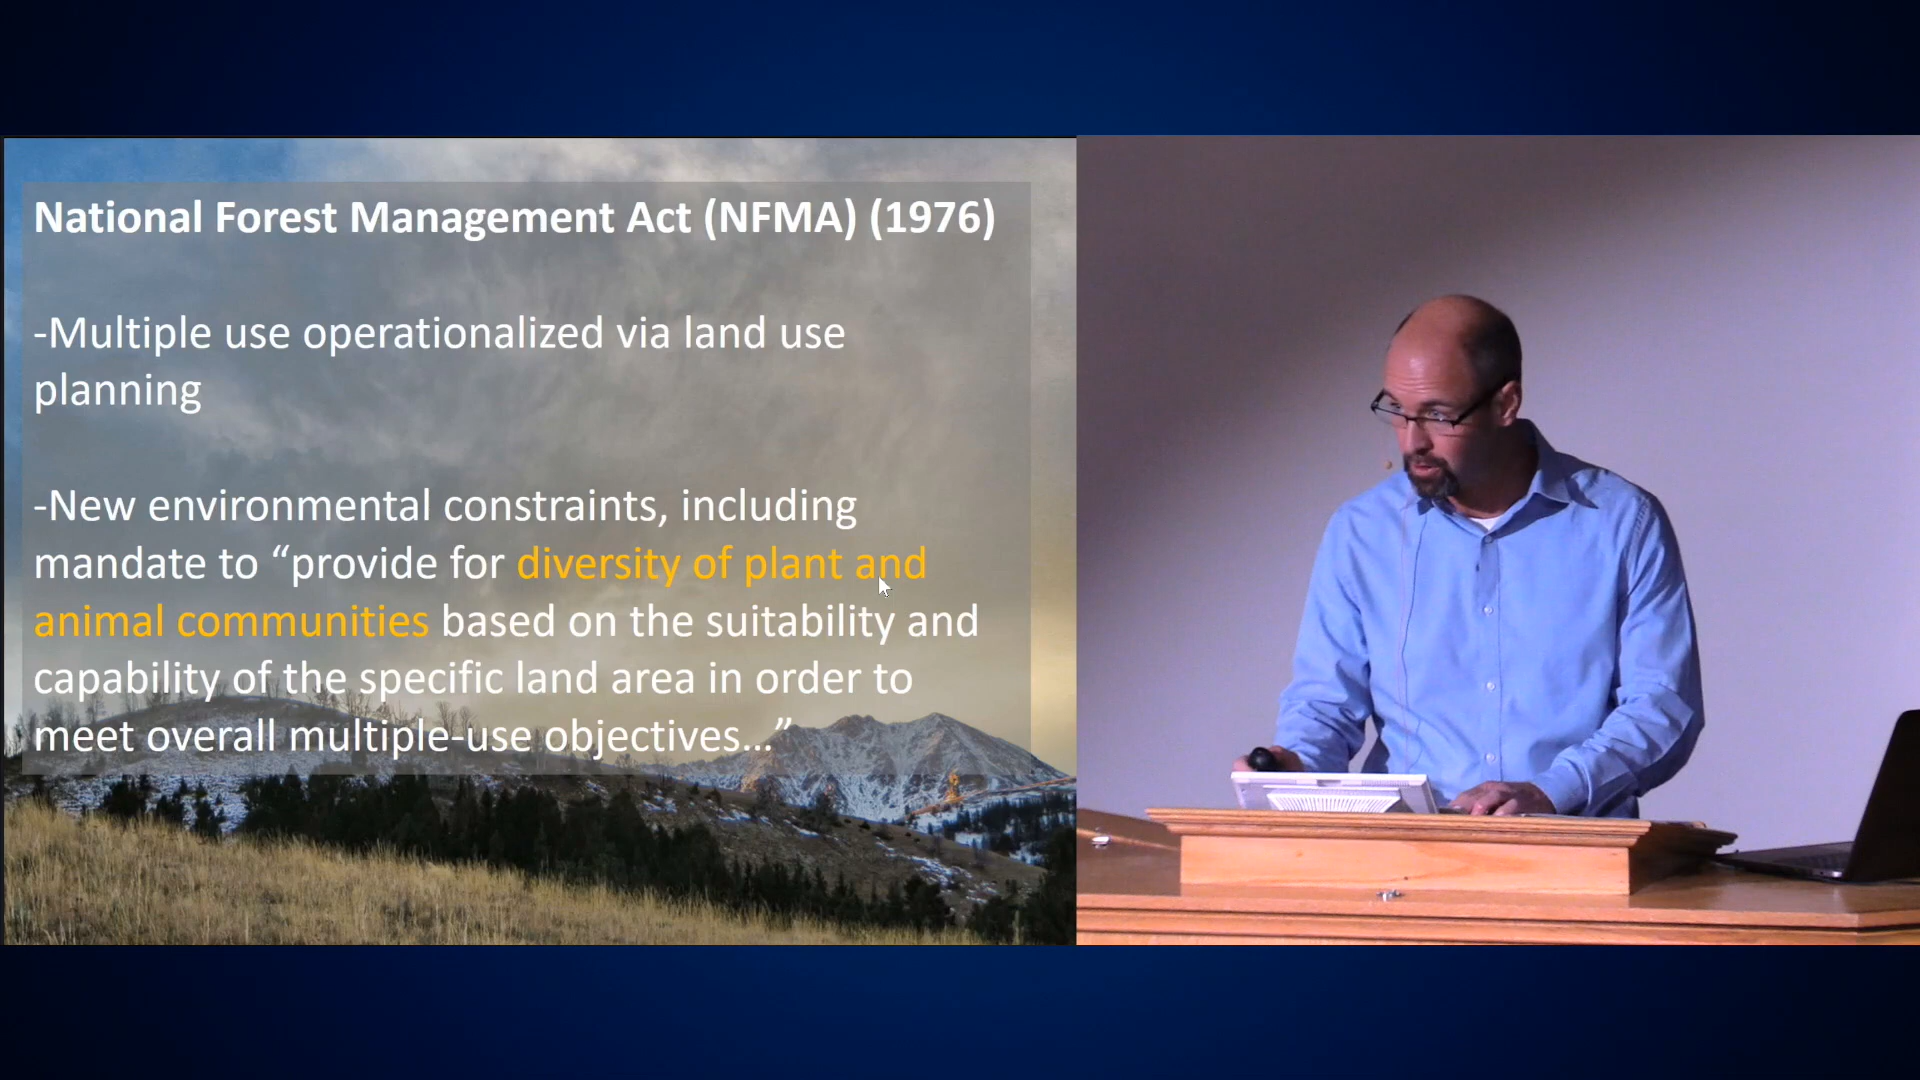 National Forest Management Act (NFMA) (1976)
-Multiple use operationalized via land use
planning
-New environmental constraints, including
mandate to “provide for diversity of plant and
animal communities based on the suitability and
capability of the specific land area in order to
meet overall multiple-use objectives…”